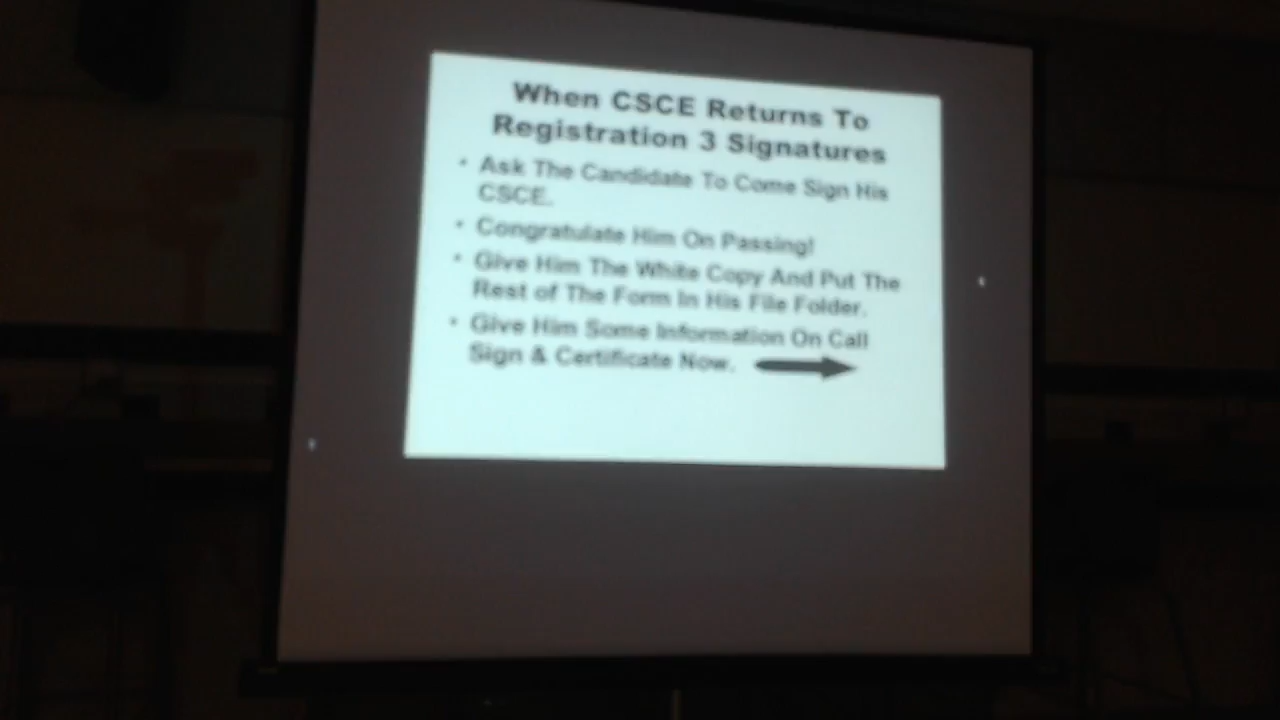 When CSCE Returns To
Registration 3 Signatures
• Ask The Candidate To Come Sign His
CSCE.
• Congratulate Him On Passing!
• Give Him The White Copy And Put The
Rest of The Form In His File Folder.
• Give Him Some Information On Call
Sign & Certificate Now.